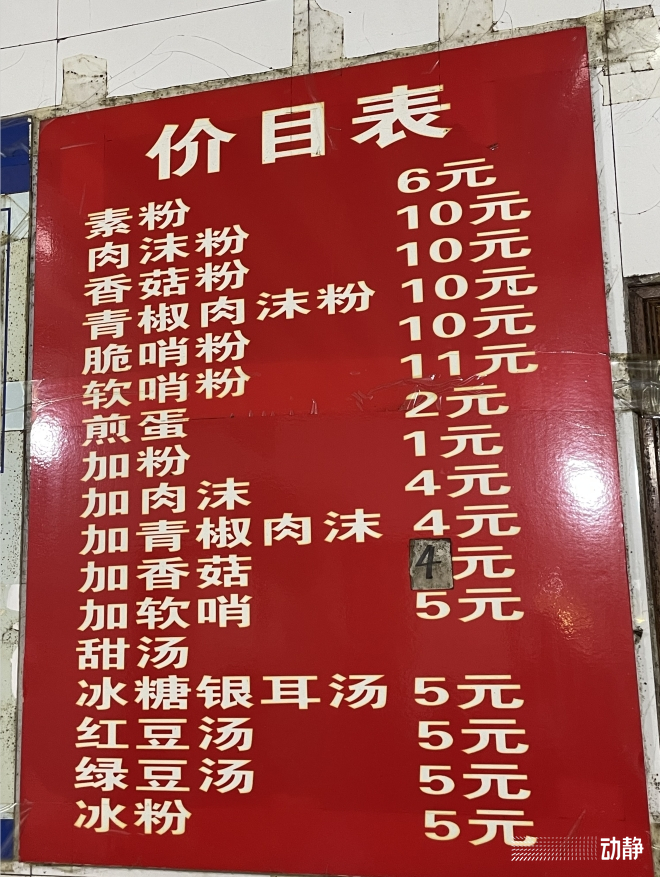 价目表
素粉 6元
肉沫粉 10元
香菇粉 10元
青椒肉沫粉 10元
脆哨粉 10元
软哨粉 11元
煎蛋 2元
加粉 1元
加肉沫 4元
加青椒肉沫 4元
加香菇 4元
加软哨 5元
甜汤
冰糖银耳汤 5元
红豆汤 5元
绿豆汤 5元
冰粉 5元
动静